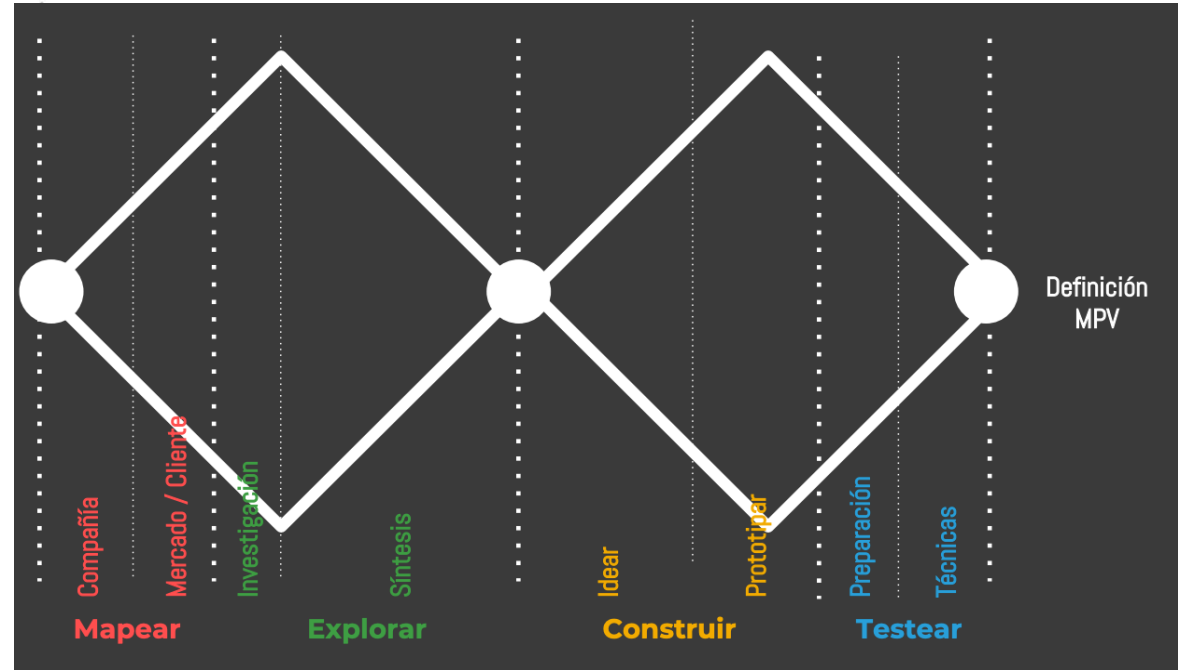 Definición
MPV
Compañía
Mercado / Cliente
Investigación
Síntesis
Idear
Prototipar
Preparación
Técnicas
Mapear
Explorar
Construir
Testear